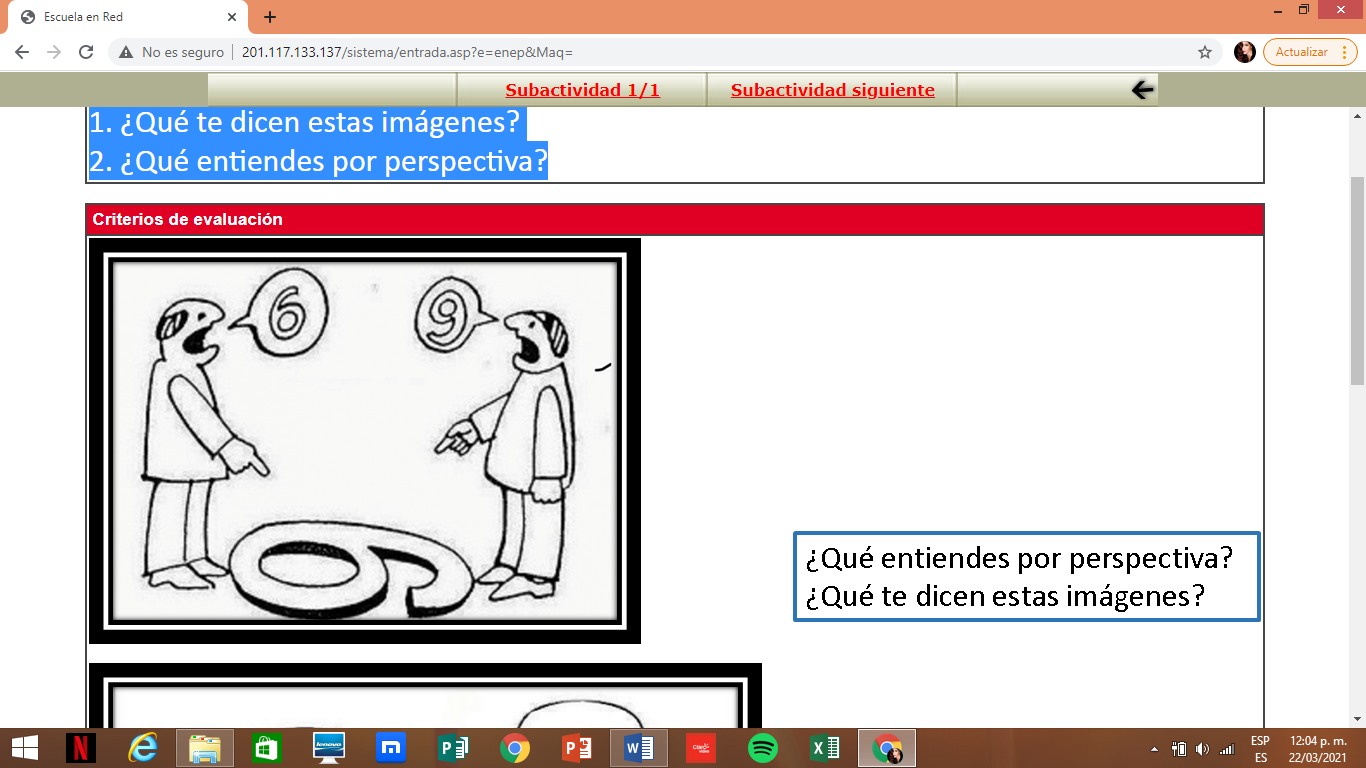 Escuela en Red
No es seguro
201.117.133.137/sistema/entrada.asp?e=enep&Maq=
Actualizar
Subactividad 1/1
Subactividad siguiente
1. ¿Qué te dicen estas imágenes?
2. ¿Qué entiendes por perspectiva?
Criterios de evaluación
6
9
6
¿Qué entiendes por perspectiva?
¿Qué te dicen estas imágenes?
ESP
ES
12:04 p. m.
22/03/2021